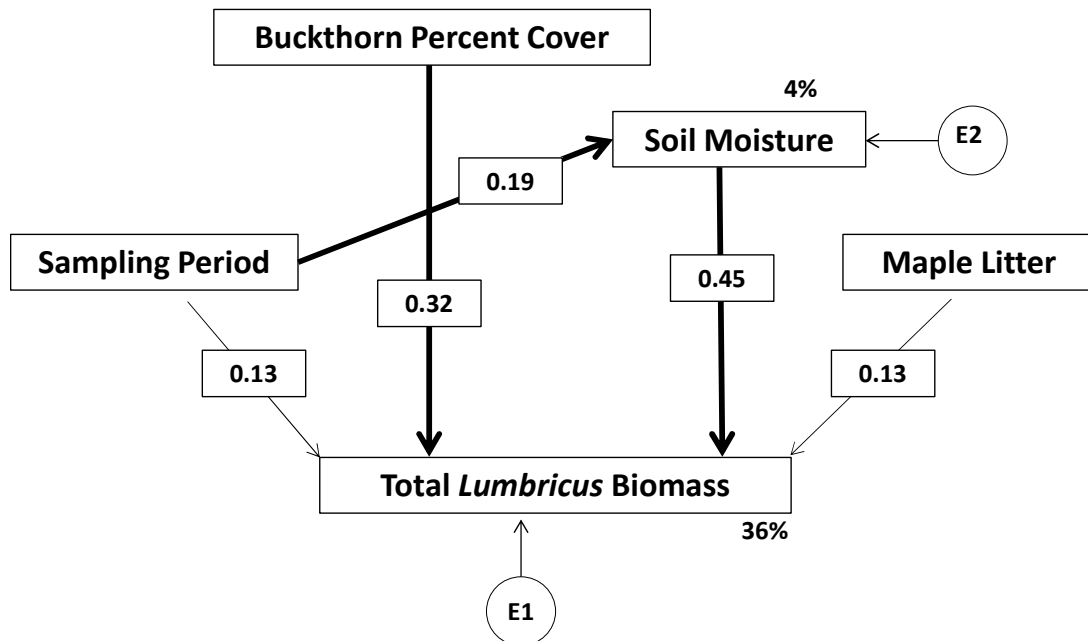 Buckthorn Percent Cover
4%
Soil Moisture
E2
0.19
Sampling Period
Maple Litter
0.32
0.45
0.13
0.13
Total Lumbricus Biomass
36%
E1